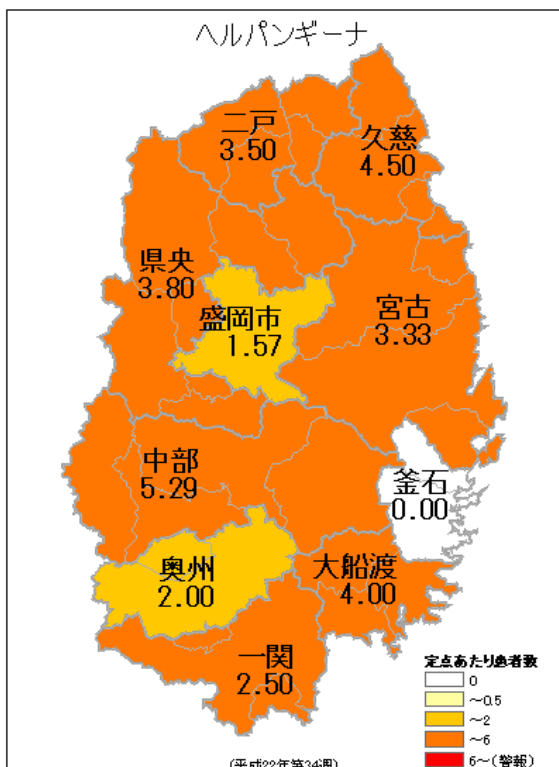 ヘルパンギーナ
二戸
3.50
久慈
4.50
県央
3.80
盛岡市
1.57
宮古
3.33
中部
5.29
釜石
0.00
奥州
2.00
大船渡
4.00
一関
2.50
定点あたり患者数
0
～0.5
～2
～6
6～(警報)